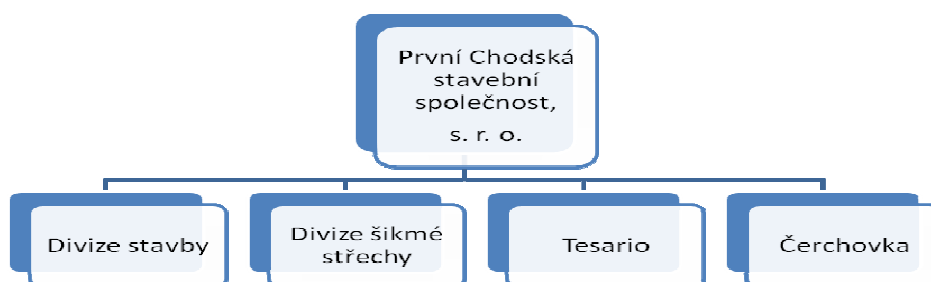 První Chodská
stavební
společnost,
s. r. o.
Divize stavby
Divize šikmé
střechy
Tesario
Čerchovka